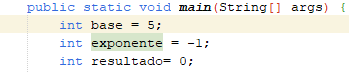 public static void main(String[] args) {
int base = 5;
int exponente = -1;
int resultado= 0;